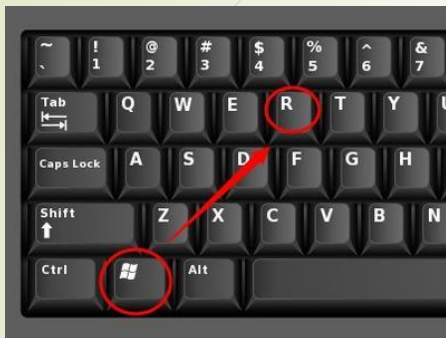 ~ ! @ # $ % ^ &
` 1 2 3 4 5 6 7
Tab Q W E R T Y
Caps Lock A S D F G H
Shift Z X C V B N
Ctrl Alt